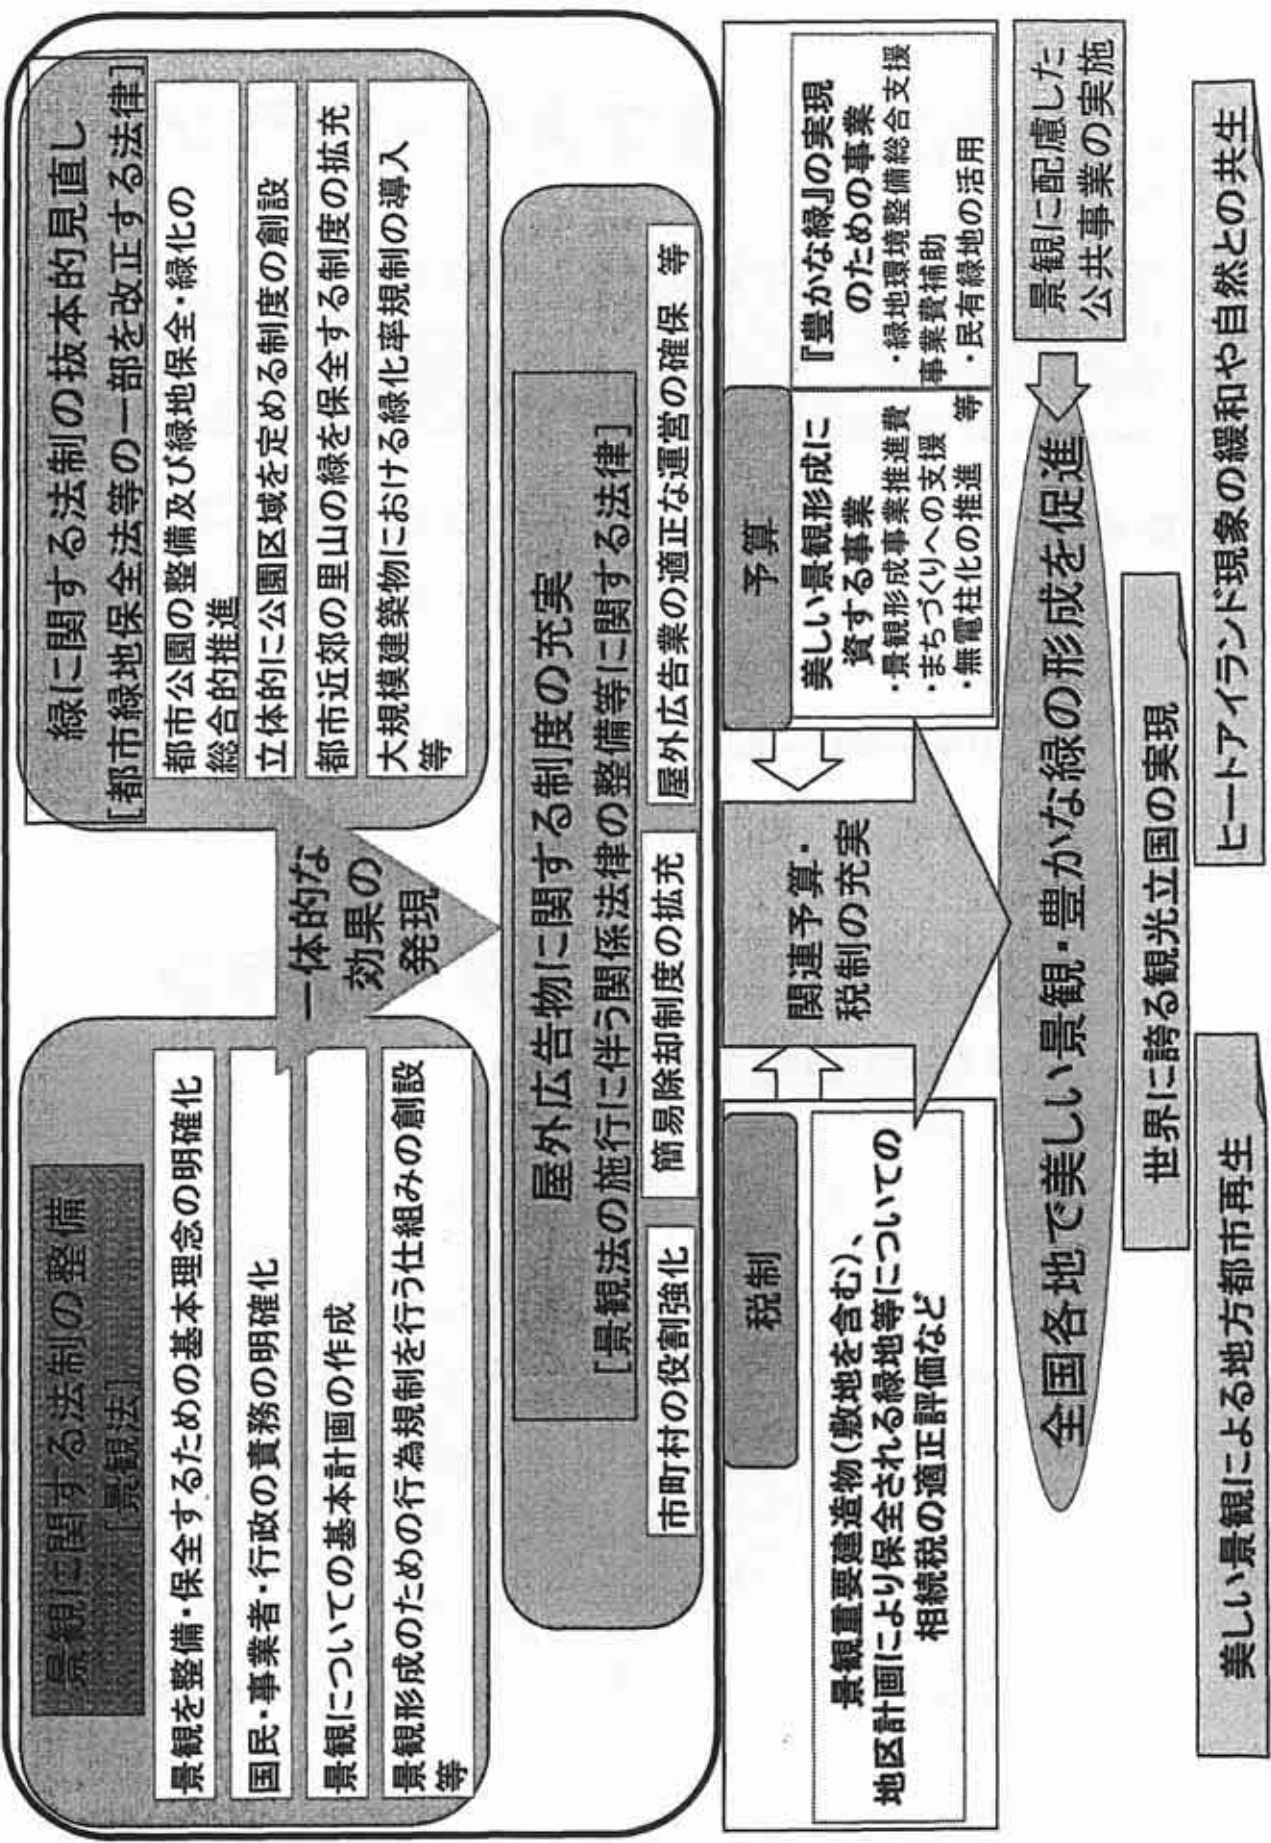 景観に関する法制の整備
[景観法]
景観を整備・保全するための基本理念の明確化
国民・事業者・行政の責務の明確化
景観についての基本計画の作成
景観形成のための行為規制を行う仕組みの創設
等
一体的な
効果の
発現
緑に関する法制の抜本的見直し
[都市緑地保全法等の一部を改正する法律]
都市公園の整備及び緑地保全・緑化の
総合的推進
立体的に公園区域を定める制度の創設
都市近郊の里山の緑を保全する制度の拡充
大規模建築物における緑化率規制の導入
等
屋外広告物に関する制度の充実
[景観法の施行に伴う関係法律の整備等に関する法律]
市町村の役割強化
簡易除却制度の拡充
屋外広告業の適正な運営の確保 等
税制
景観重要建造物(敷地を含む)、
地区計画により保全される緑地等についての
相続税の適正評価など
関連予算・
税制の充実
予算
美しい景観形成に
資する事業
・景観形成事業推進費
・まちづくりへの支援
・無電柱化の推進 等
『豊かな緑』の実現
のための事業
・緑地環境整備総合支援
事業費補助
・民有緑地の活用
全国各地で美しい景観・豊かな緑の形成を促進
景観に配慮した
公共事業の実施
世界に誇る観光立国の実現
美しい景観による地方都市再生
ヒートアイランド現象の緩和や自然との共生